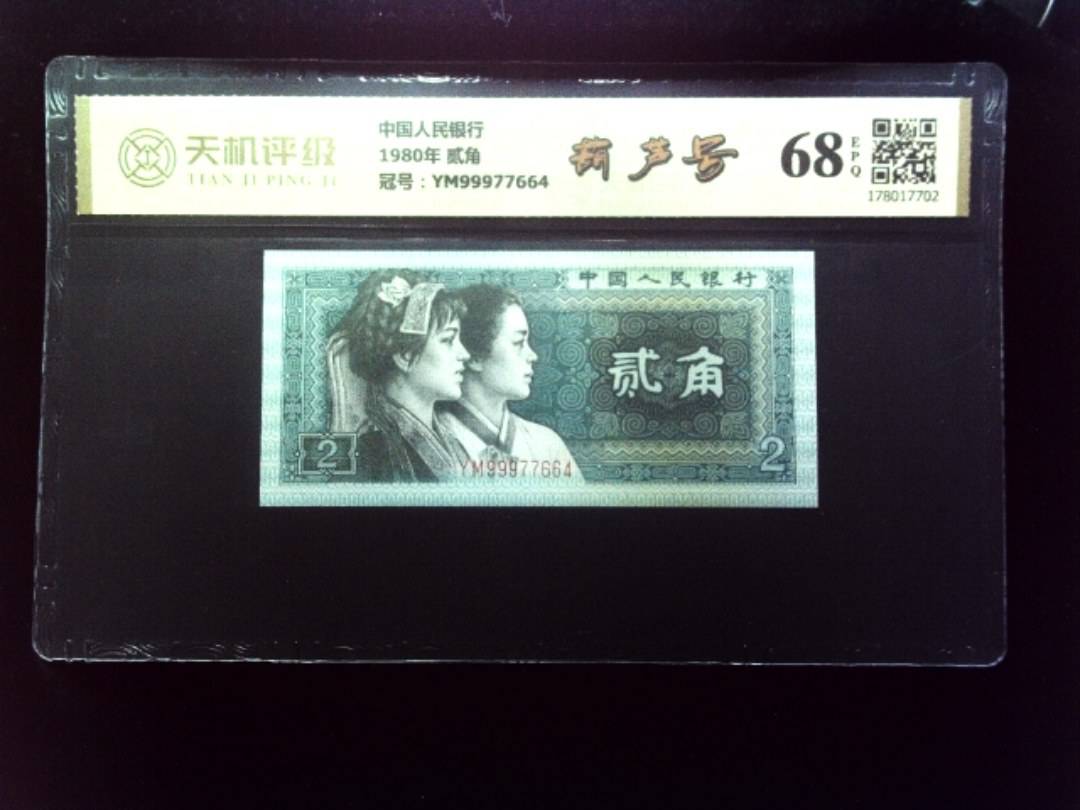 天机评级
TIAN JI PING JI
中国人民银行
1980年 贰角
冠号：YM99977664
葫芦号
68
EPQ
178017702
中国人民银行
贰角
2
YM99977664
2